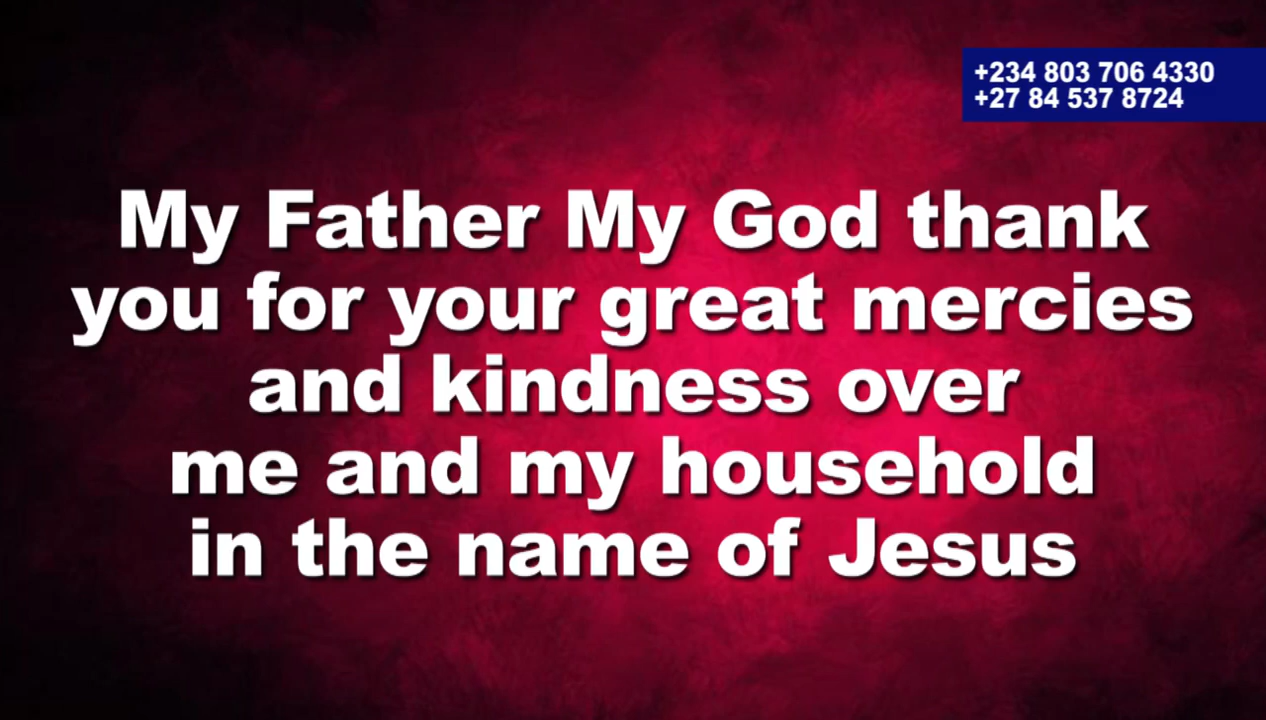 +234 803 706 4330
+27 84 537 8724
My Father My God thank
you for your great mercies
and kindness over
me and my household
in the name of Jesus